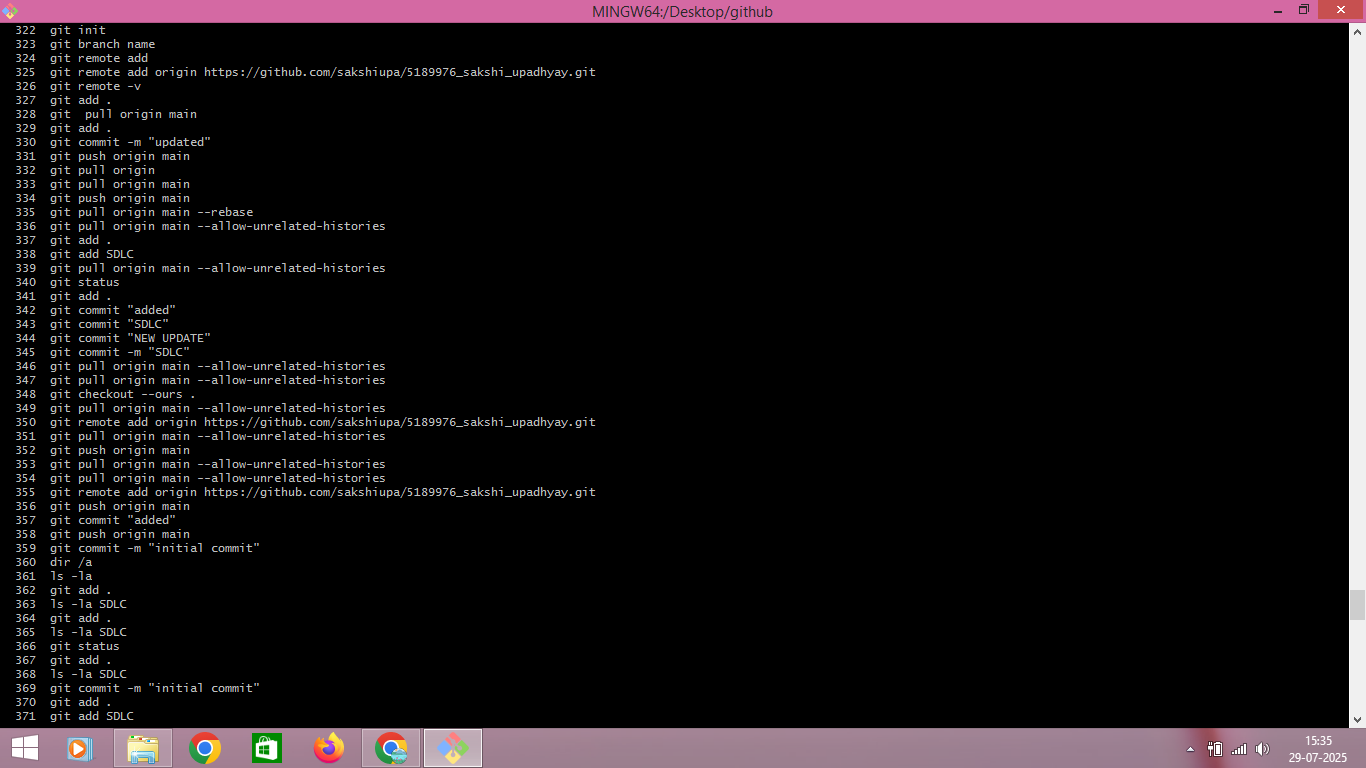 MINGW64:/Desktop/github
322 git init
323 git branch name
324 git remote add
325 git remote add origin https://github.com/sakshiupa/5189976_sakshi_upadhyay.git
326 git remote -v
327 git add .
328 git  pull origin main
329 git add .
330 git commit -m "updated"
331 git push origin main
332 git pull origin
333 git pull origin main
334 git push origin main
335 git pull origin main --rebase
336 git pull origin main --allow-unrelated-histories
337 git add .
338 git add SDLC
339 git pull origin main --allow-unrelated-histories
340 git status
341 git add .
342 git commit "added"
343 git commit "SDLC"
344 git commit "NEW UPDATE"
345 git commit -m "SDLC"
346 git pull origin main --allow-unrelated-histories
347 git pull origin main --allow-unrelated-histories
348 git checkout --ours .
349 git pull origin main --allow-unrelated-histories
350 git remote add origin https://github.com/sakshiupa/5189976_sakshi_upadhyay.git
351 git pull origin main --allow-unrelated-histories
352 git push origin main
353 git pull origin main --allow-unrelated-histories
354 git pull origin main --allow-unrelated-histories
355 git remote add origin https://github.com/sakshiupa/5189976_sakshi_upadhyay.git
356 git push origin main
357 git commit "added"
358 git push origin main
359 git commit -m "initial commit"
360 dir /a
361 ls -la
362 git add .
363 ls -la SDLC
364 git add .
365 ls -la SDLC
366 git status
367 git add .
368 ls -la SDLC
369 git commit -m "initial commit"
370 git add .
371 git add SDLC
15:35
29-07-2025